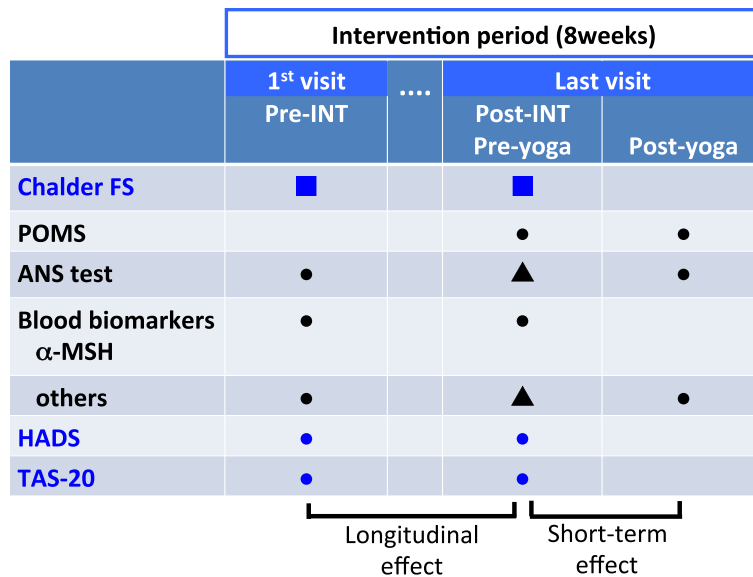 Intervention period (8weeks)
1st visit
....
Last visit
Pre-INT
Post-INT
Pre-yoga
Post-yoga
Chalder FS
POMS
ANS test
Blood biomarkers
α-MSH
others
HADS
TAS-20
Longitudinal
effect
Short-term
effect